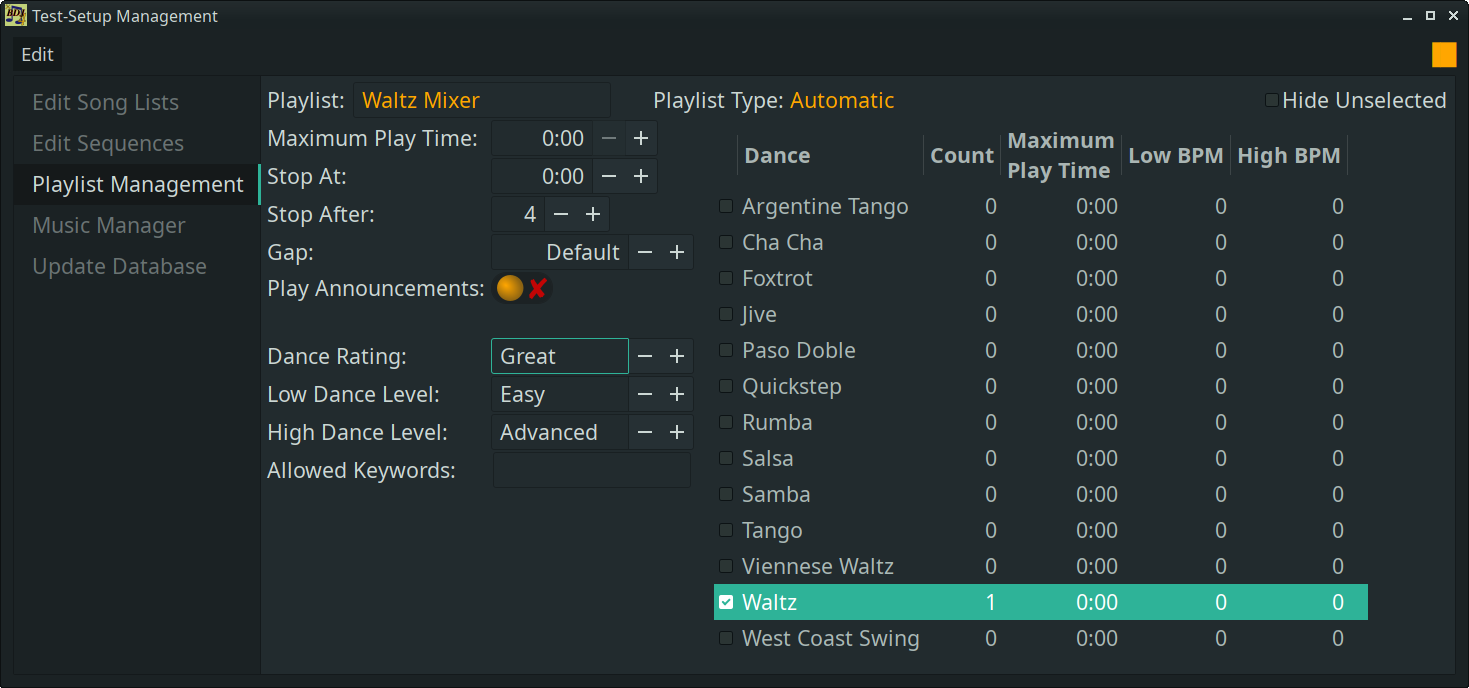 Test-Setup Management
Edit
Edit Song Lists
Edit Sequences
Playlist Management
Music Manager
Update Database
Playlist: Waltz Mixer
Maximum Play Time: 0:00
Stop At: 0:00
Stop After: 4
Gap: Default
Play Announcements:
Dance Rating: Great
Low Dance Level: Easy
High Dance Level: Advanced
Allowed Keywords:
Playlist Type: Automatic
Hide Unselected
Dance Count Maximum Play Time Low BPM High BPM
Argentine Tango 0 0:00 0 0
Cha Cha 0 0:00 0 0
Foxtrot 0 0:00 0 0
Jive 0 0:00 0 0
Paso Doble 0 0:00 0 0
Quickstep 0 0:00 0 0
Rumba 0 0:00 0 0
Salsa 0 0:00 0 0
Samba 0 0:00 0 0
Tango 0 0:00 0 0
Viennese Waltz 0 0:00 0 0
Waltz 1 0:00 0 0
West Coast Swing 0 0:00 0 0